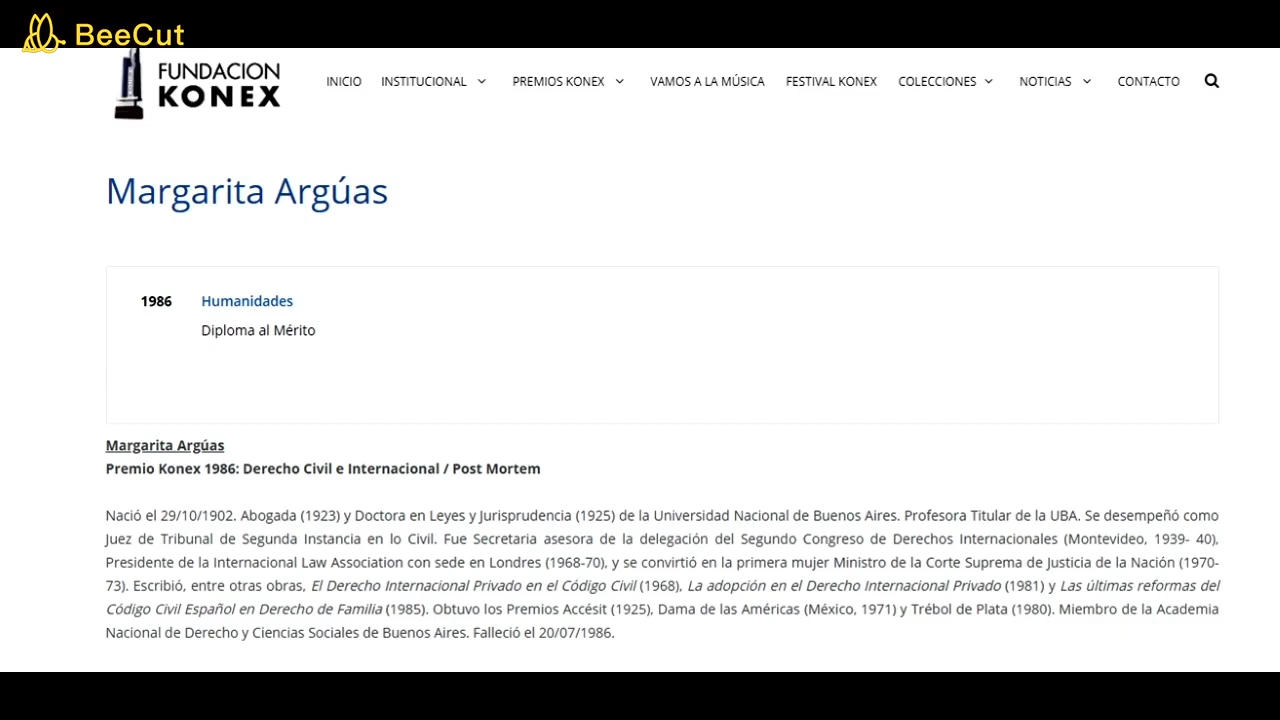 BeeCut
FUNDACION
KONEX
INICIO INSTITUCIONAL PREMIOS KONEX VAMOS A LA MÚSICA FESTIVAL KONEX COLECCIONES NOTICIAS CONTACTO
Margarita Argúas
1986 Humanidades
Diploma al Mérito
Margarita Argúas
Premio Konex 1986: Derecho Civil e Internacional / Post Mortem
Nació el 29/10/1902. Abogada (1923) y Doctora en Leyes y Jurisprudencia (1925) de la Universidad Nacional de Buenos Aires. Profesora Titular de la UBA. Se desempeñó como
Juez de Tribunal de Segunda Instancia en lo Civil. Fue Secretaria asesora de la delegación del Segundo Congreso de Derechos Internacionales (Montevideo, 1939- 40),
Presidente de la Internacional Law Association con sede en Londres (1968-70), y se convirtió en la primera mujer Ministro de la Corte Suprema de Justicia de la Nación (1970-
73). Escribió, entre otras obras, El Derecho Internacional Privado en el Código Civil (1968), La adopción en el Derecho Internacional Privado (1981) y Las últimas reformas del
Código Civil Español en Derecho de Familia (1985). Obtuvo los Premios Accésit (1925), Dama de las Américas (México, 1971) y Trébol de Plata (1980). Miembro de la Academia
Nacional de Derecho y Ciencias Sociales de Buenos Aires. Falleció el 20/07/1986.